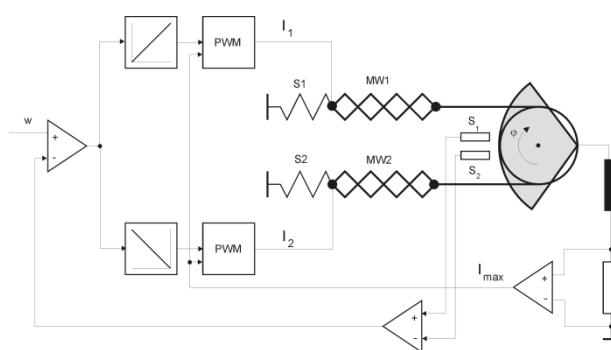 I1
PWM
w
+
-
S1
MW1
S1
φ
S2
S2
MW2
PWM
I2
Imax
+
-
+
-